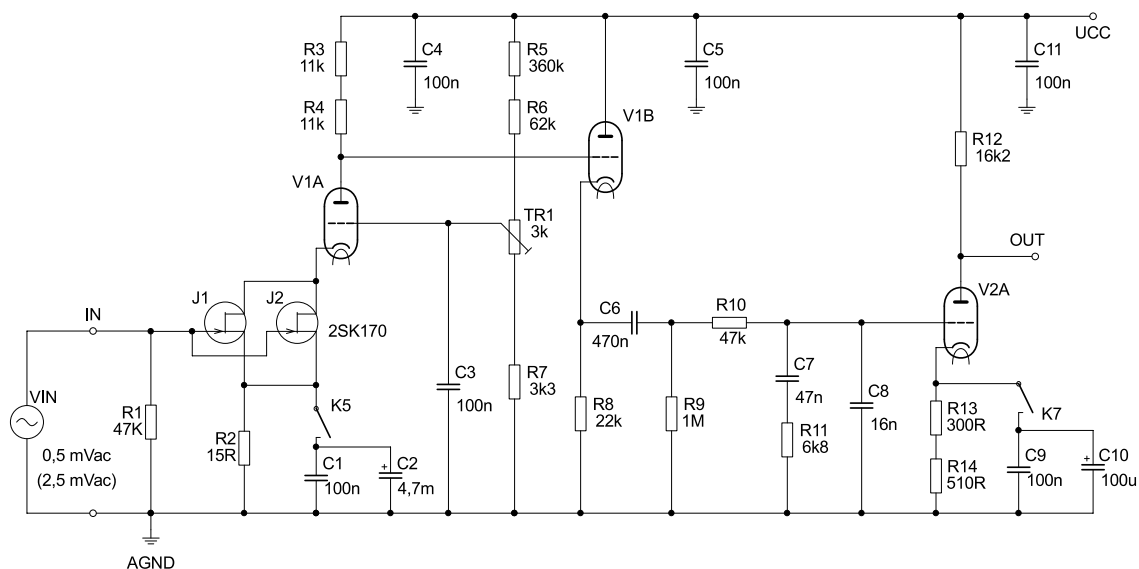 UCC
R3
11k
C4
100n
R5
360k
C5
100n
C11
100n
R4
11k
R6
62k
V1B
R12
16k2
V1A
TR1
3k
OUT
J1
J2
V2A
IN
2SK170
C6
470n
R10
47k
VIN
0,5 mVac
(2,5 mVac)
R1
47K
R2
15R
K5
C3
100n
R7
3k3
R8
22k
R9
1M
C7
47n
R11
6k8
C8
16n
R13
300R
K7
C1
100n
+
C2
4,7m
R14
510R
C9
100n
+
C10
100u
AGND